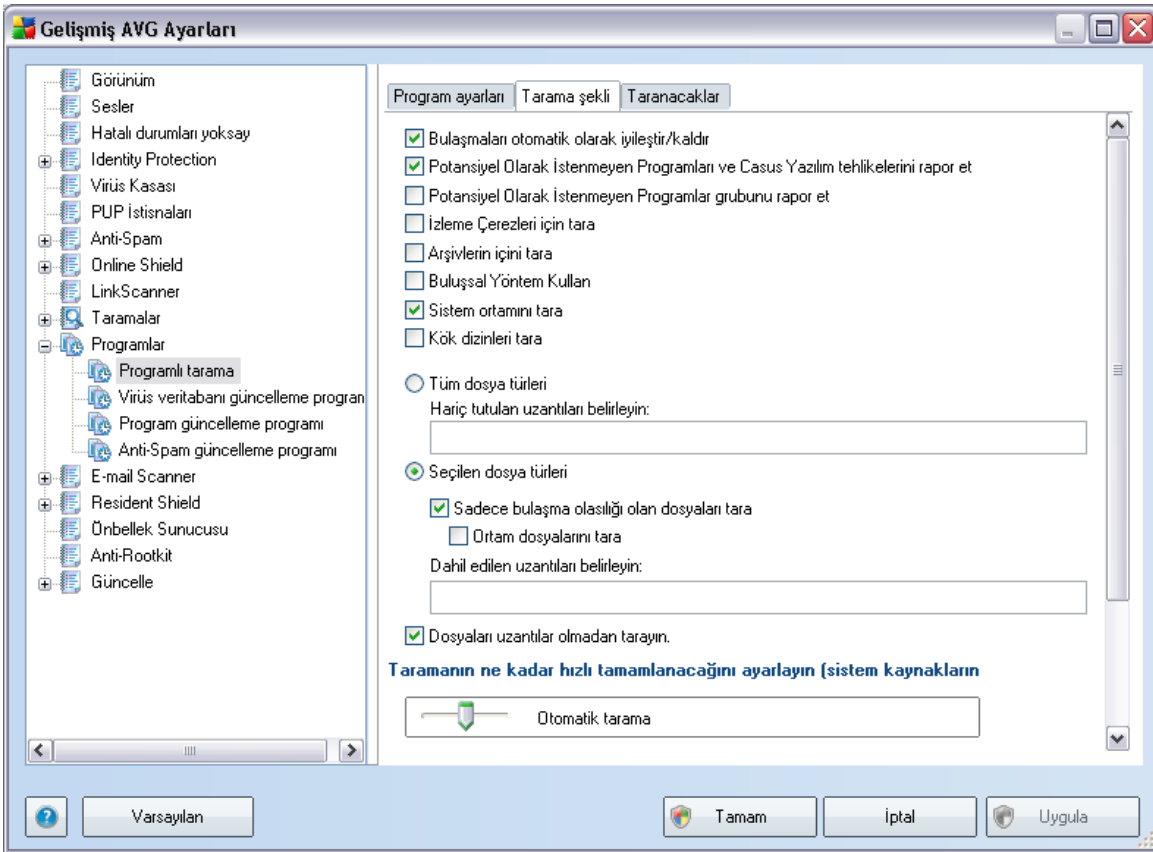 Gelişmiş AVG Ayarları
Görünüm
Sesler
Hatalı durumları yoksay
Identity Protection
Virüs Kasası
PUP İstisnaları
Anti-Spam
Online Shield
LinkScanner
Taramalar
Programlar
Programlı tarama
Virüs veritabanı güncelleme progran
Program güncelleme programı
Anti-Spam güncelleme programı
E-mail Scanner
Resident Shield
Önbellek Sunucusu
Anti-Rootkit
Güncelle
Program ayarları
Tarama şekli
Taranacaklar
Bulaşmaları otomatik olarak iyileştir/kaldır
Potansiyel Olarak İstenmeyen Programları ve Casus Yazılım tehlikelerini rapor et
Potansiyel Olarak İstenmeyen Programlar grubunu rapor et
İzleme Çerezleri için tara
Arşivlerin içini tara
Buluşsal Yöntem Kullan
Sistem ortamını tara
Kök dizinleri tara
Tüm dosya türleri
Hariç tutulan uzantıları belirleyin:
Seçilen dosya türleri
Sadece bulaşma olasılığı olan dosyaları tara
Ortam dosyalarını tara
Dahil edilen uzantıları belirleyin:
Dosyaları uzantılar olmadan tarayın.
Taramanın ne kadar hızlı tamamlanacağını ayarlayın (sistem kaynakların
Otomatik tarama
Varsayılan
Tamam
İptal
Uygula